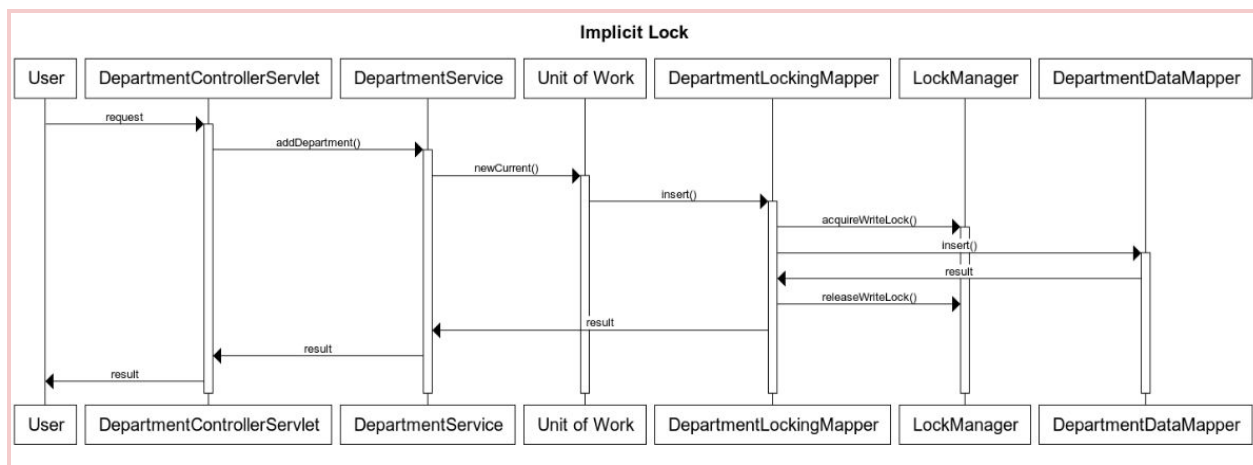 Implicit Lock
User DepartmentControllerServlet DepartmentService Unit of Work DepartmentLockingMapper LockManager DepartmentDataMapper
request
addDepartment()
newCurrent()
insert()
acquireWriteLock()
insert()
result
releaseWriteLock()
result
result
result
User DepartmentControllerServlet DepartmentService Unit of Work DepartmentLockingMapper LockManager DepartmentDataMapper